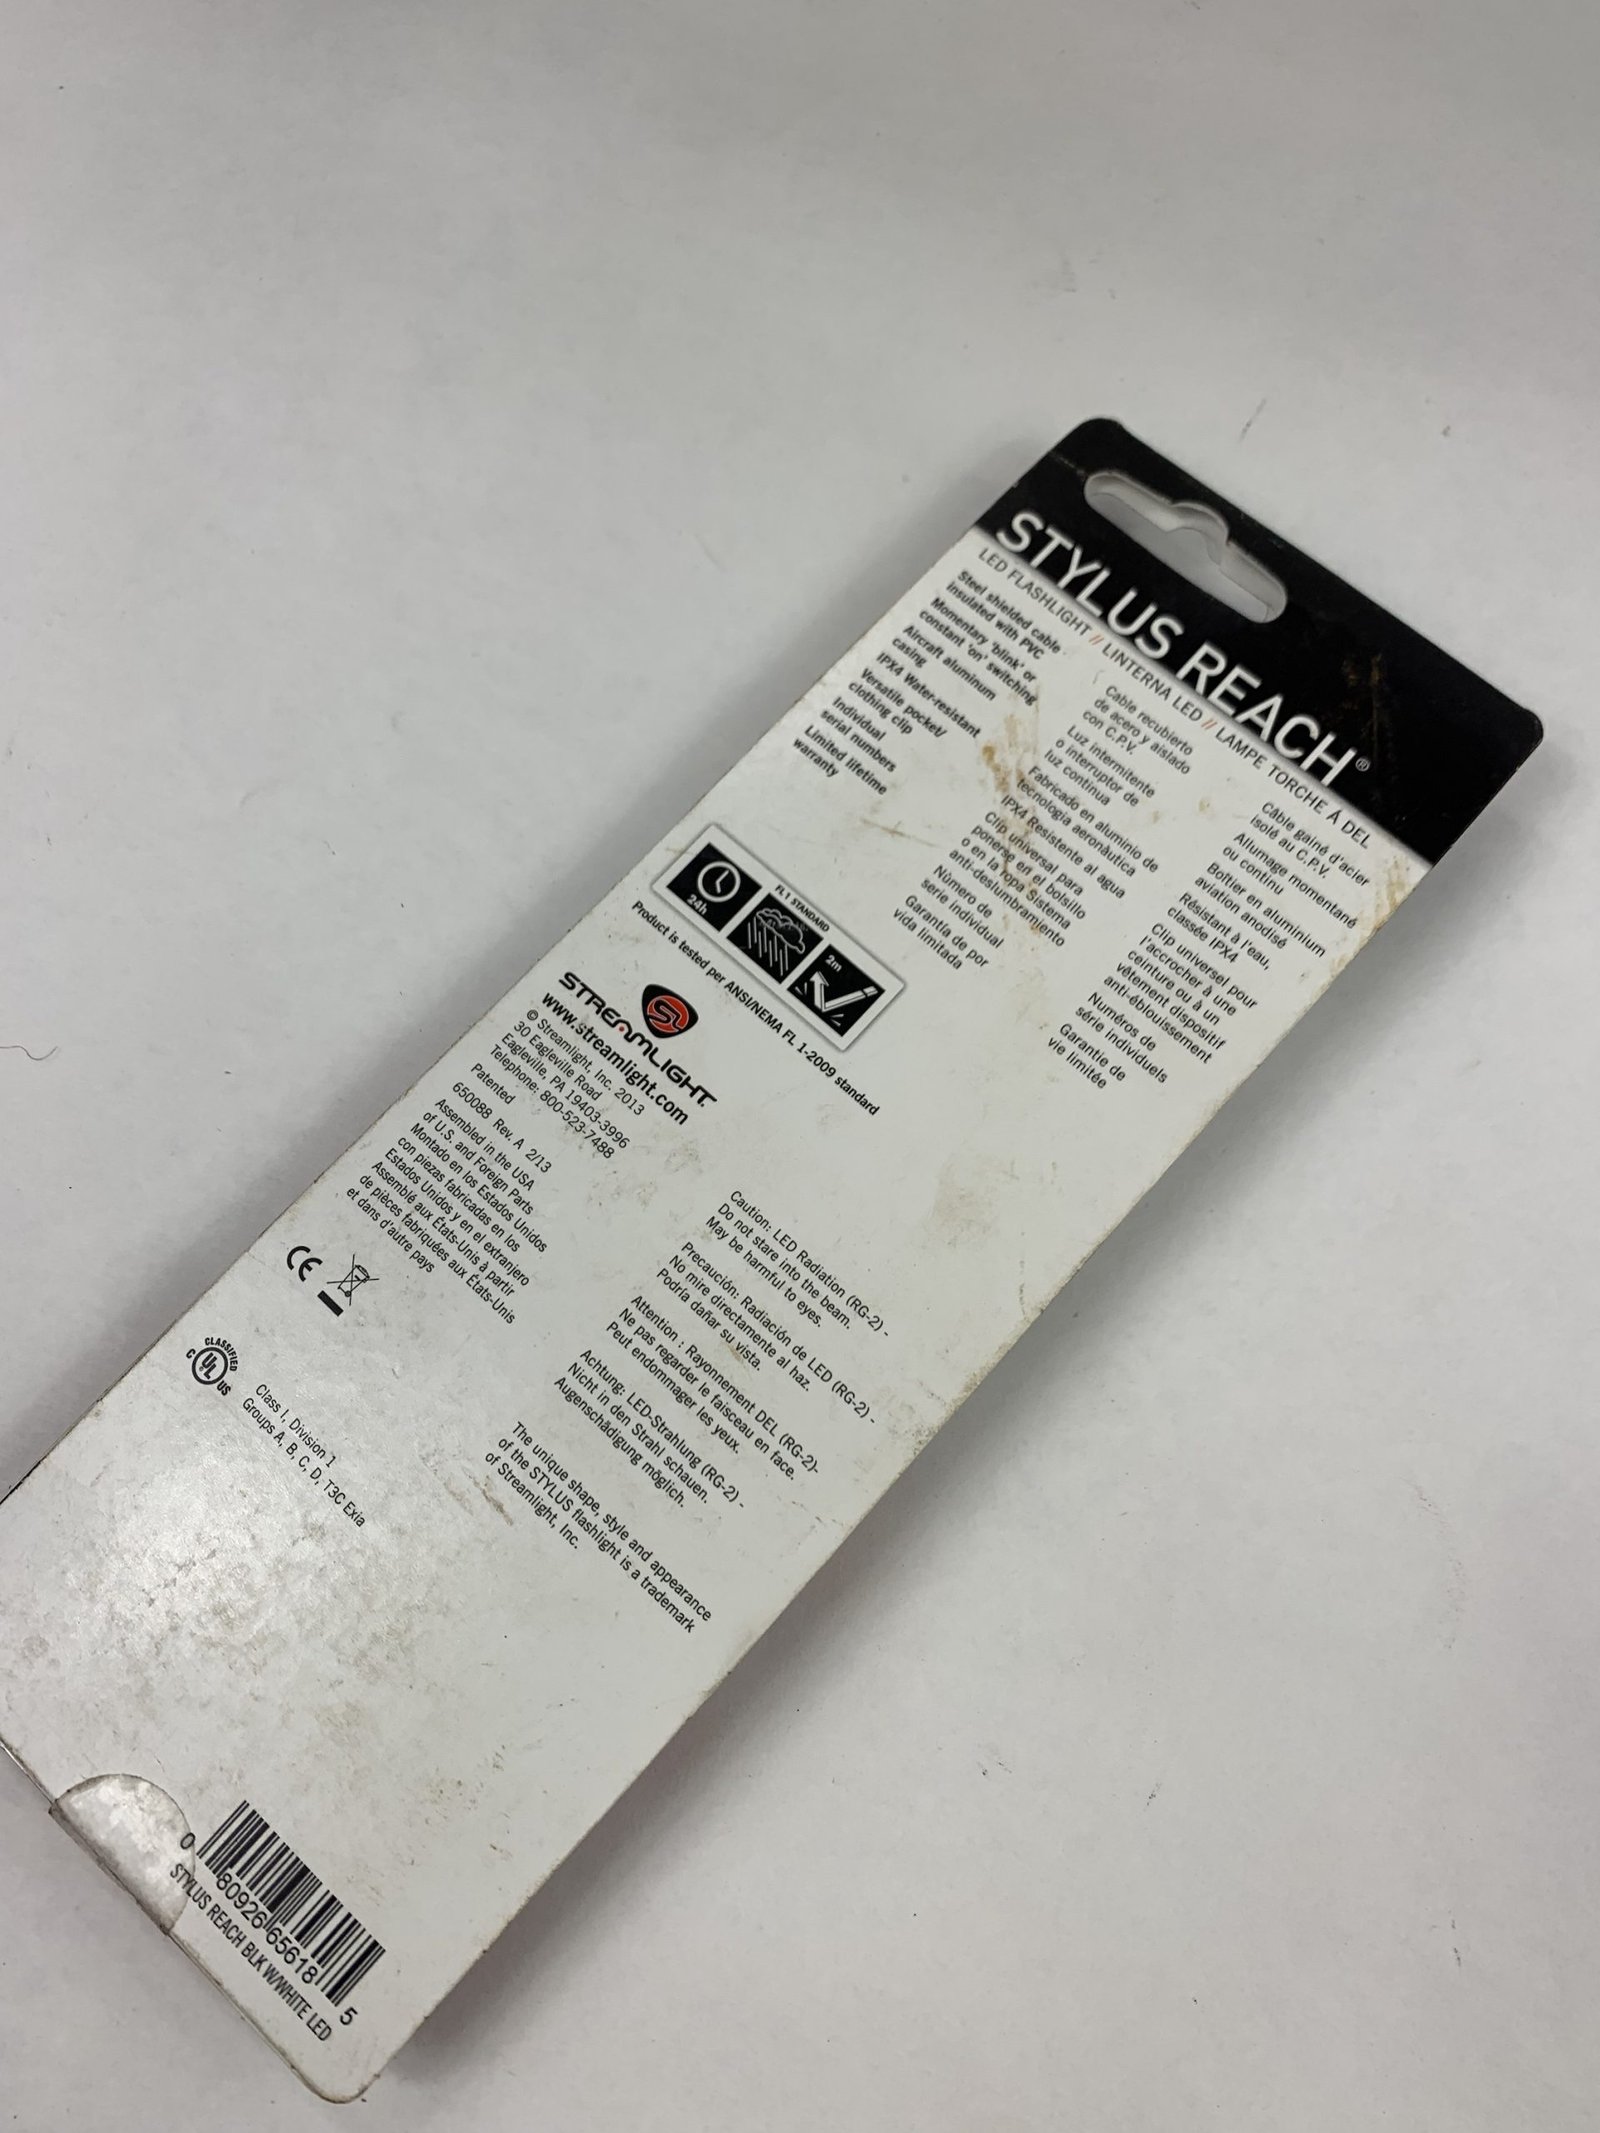 STYLUS REACH®
LED FLASHLIGHT // LINTERNA LED // LAMPE TORCHE À DEL
Steel shielded cable
insulated with PVC
Momentary 'blink' or
constant 'on' switching
Aircraft aluminum
casing
IPX4 Water-resistant
Versatile pocket/
clothing clip
Individual
serial numbers
Limited lifetime
warranty
Cable recubierto
de acero y aislado
con C.P.V.
Luz intermitente
o interruptor de
luz continua
Fabricado en aluminio de
tecnología aeronáutica
IPX4 Resistente al agua
Clip universal para
ponerse en el bolsillo
o en la ropa Sistema
anti-deslumbramiento
Número de
serie individual
Garantía de por
vida limitada
Câble gainé d'acier
isolé au C.P.V.
Allumage momentané
ou continu
Boîtier en aluminium
aviation anodisé
Résistant à l'eau,
classée IPX4
Clip universel pour
l'accrocher à une
ceinture ou à un
vêtement dispositif
anti-éblouissement
Numéros de
série individuels
Garantie de
vie limitée
FL1 STANDARD
24h
2m
Product is tested per ANSI/NEMA FL 1-2009 standard
STREAMLIGHT.
www.streamlight.com
© Streamlight, Inc. 2013
30 Eagleville Road
Eagleville, PA 19403-3996
Telephone: 800-523-7488
Patented
650088 Rev. A 2/13
Assembled in the USA
of U.S. and Foreign Parts
Montado en los Estados Unidos
con piezas fabricadas en los
Estados Unidos y en el extranjero
Assemblé aux États-Unis à partir
de pièces fabriquées aux États-Unis
et dans d'autre pays
Caution: LED Radiation (RG-2) -
Do not stare into the beam.
May be harmful to eyes.
Precaución: Radiación de LED (RG-2) -
No mire directamente al haz.
Podría dañar su vista.
Attention : Rayonnement DEL (RG-2)-
Ne pas regarder le faisceau en face.
Peut endommager les yeux.
Achtung: LED-Strahlung (RG-2) -
Nicht in den Strahl schauen.
Augenschädigung möglich.
The unique shape, style and appearance
of the STYLUS flashlight is a trademark
of Streamlight, Inc.
CE
CLASSIFIED
C UL US
Class I, Division 1
Groups A, B, C, D, T3C Exia
0 80926 65618 5
STYLUS REACH BLK W/WHITE LED